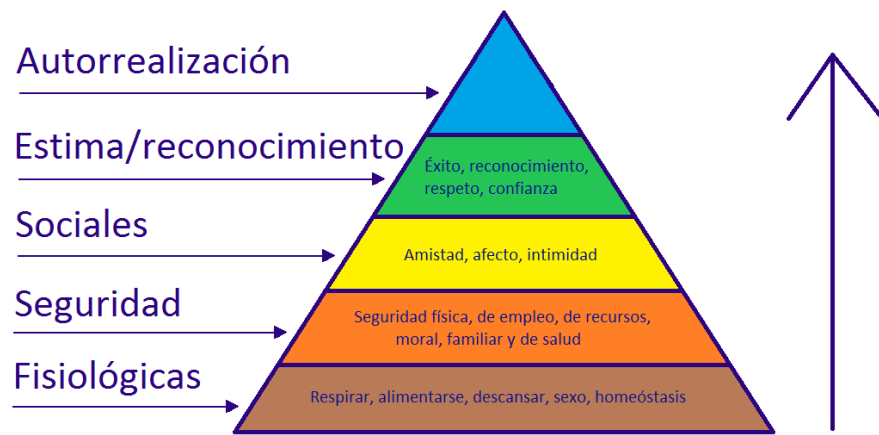 Autorrealización
Estima/reconocimiento
Éxito, reconocimiento,
respeto, confianza
Sociales
Amistad, afecto, intimidad
Seguridad
Seguridad física, de empleo, de recursos,
moral, familiar y de salud
Fisiológicas
Respirar, alimentarse, descansar, sexo, homeóstasis